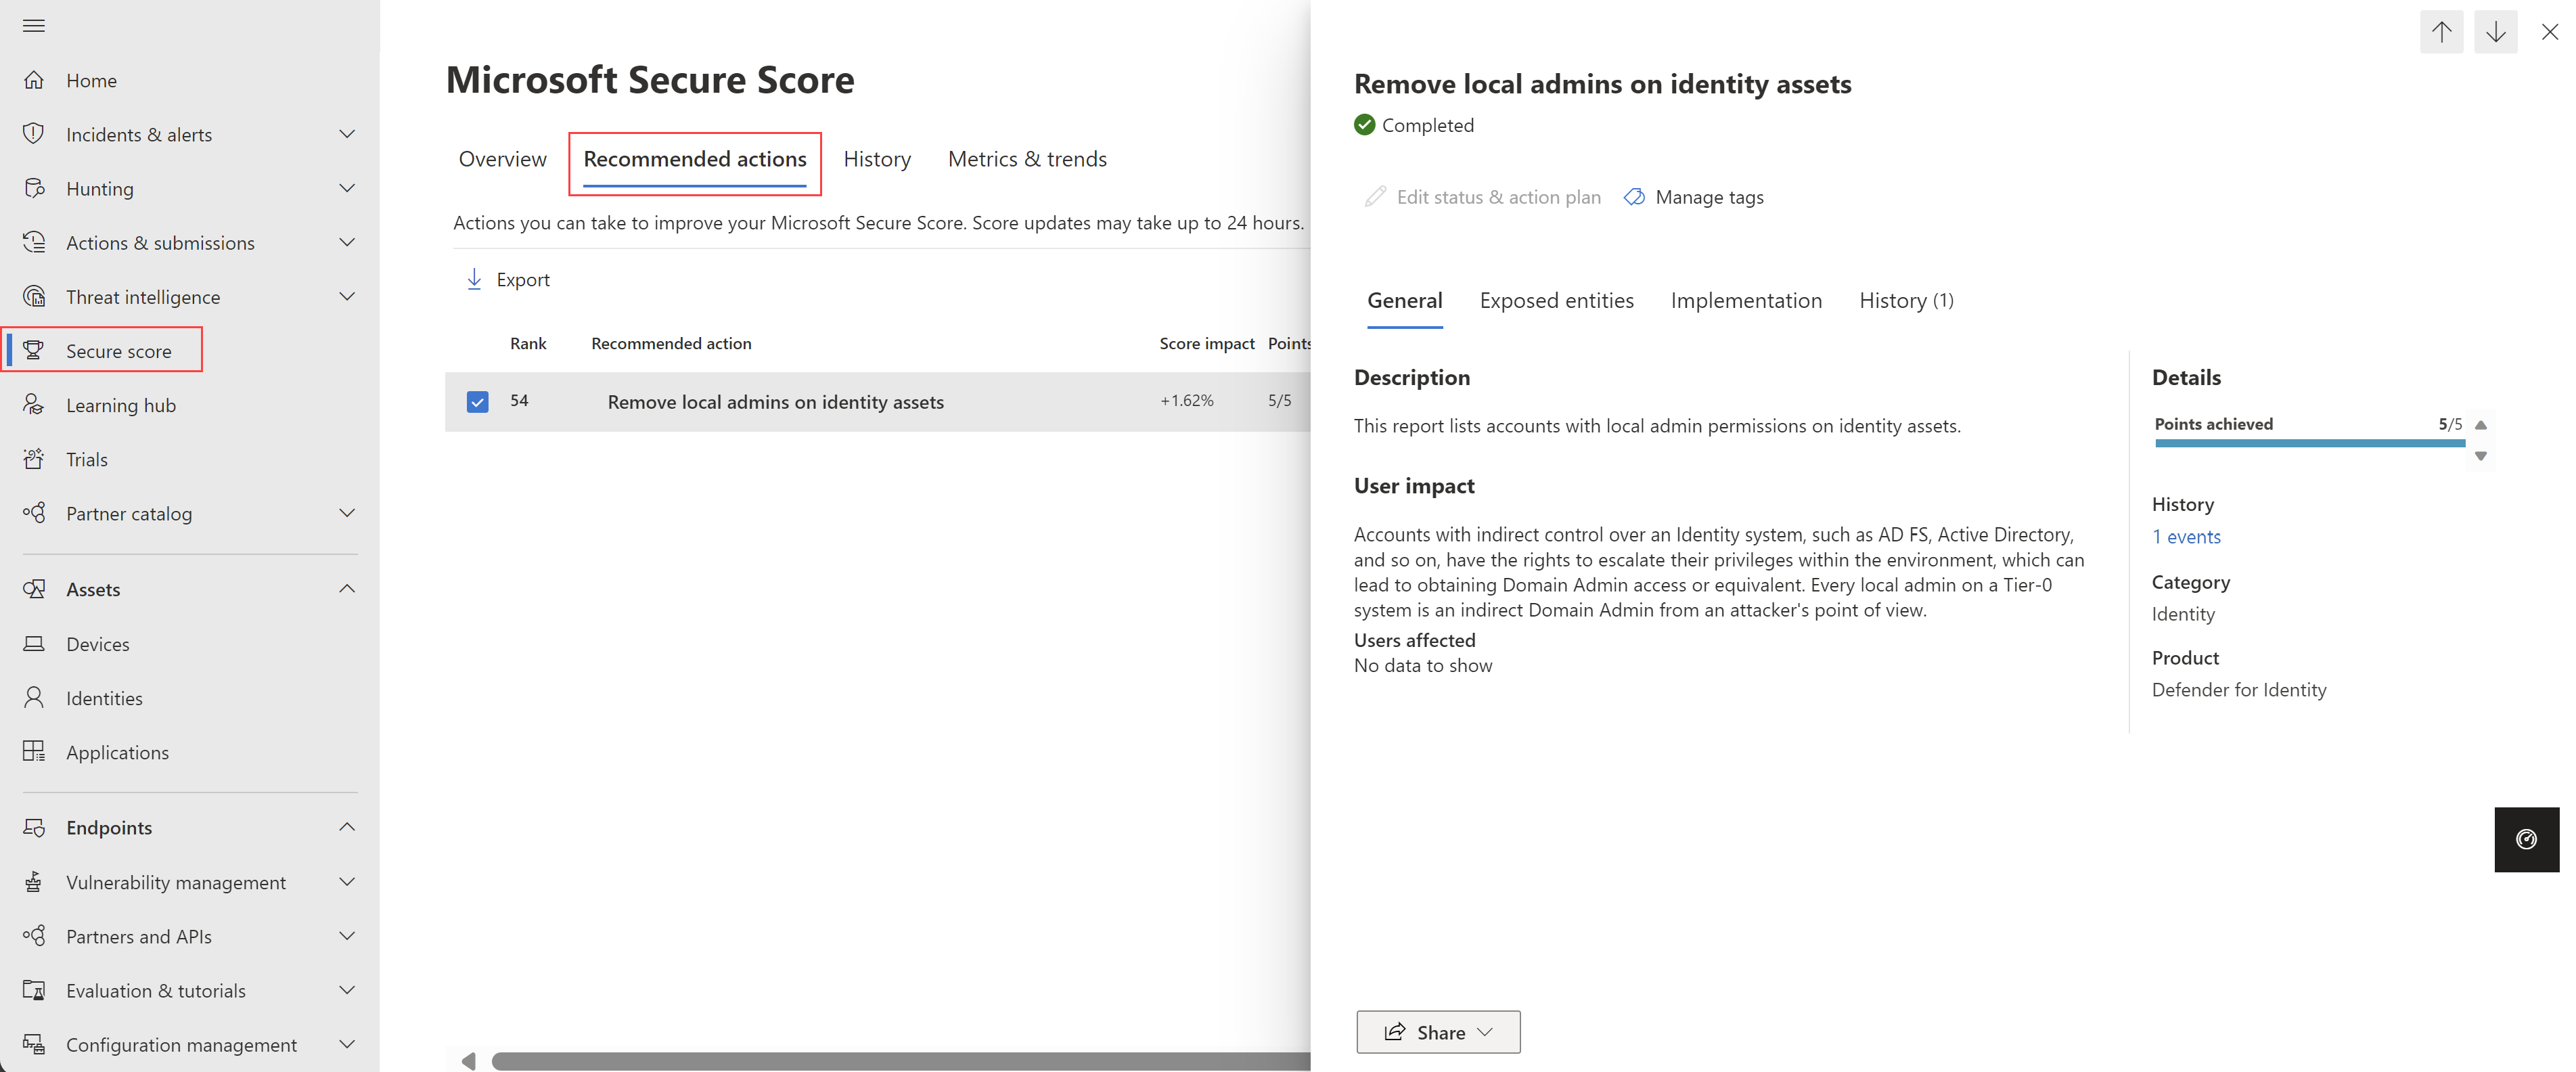 Home
Incidents & alerts
Hunting
Actions & submissions
Threat intelligence
Secure score
Learning hub
Trials
Partner catalog
Assets
Devices
Identities
Applications
Endpoints
Vulnerability management
Partners and APIs
Evaluation & tutorials
Configuration management
Microsoft Secure Score
Overview Recommended actions History Metrics & trends
Actions you can take to improve your Microsoft Secure Score. Score updates may take up to 24 hours.
Export
Rank Recommended action Score impact Points
54 Remove local admins on identity assets +1.62% 5/5
Remove local admins on identity assets
Completed
Edit status & action plan Manage tags
General Exposed entities Implementation History (1)
Description
This report lists accounts with local admin permissions on identity assets.
User impact
Accounts with indirect control over an Identity system, such as AD FS, Active Directory,
and so on, have the rights to escalate their privileges within the environment, which can
lead to obtaining Domain Admin access or equivalent. Every local admin on a Tier-0
system is an indirect Domain Admin from an attacker's point of view.
Users affected
No data to show
Details
Points achieved 5/5
History
1 events
Category
Identity
Product
Defender for Identity
Share